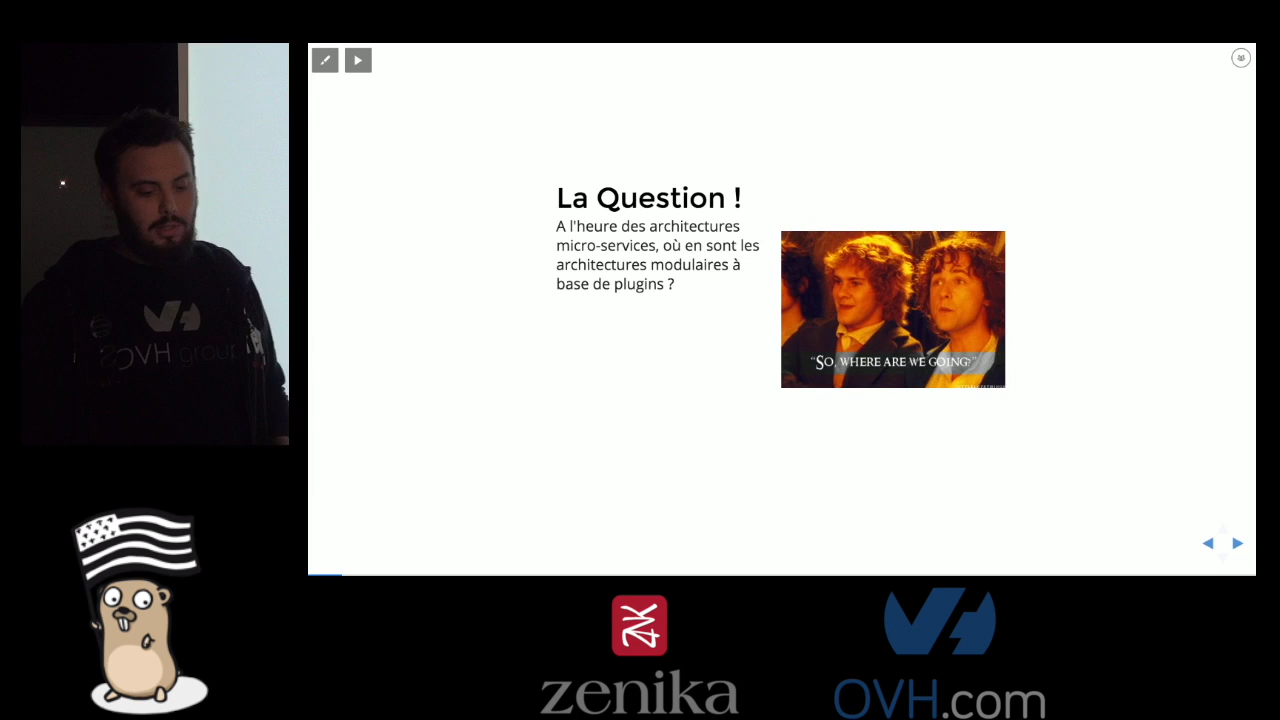 La Question !
A l'heure des architectures
micro-services, où en sont les
architectures modulaires à
base de plugins ?
"SO, WHERE ARE WE GOING?"
OVH group
ZNK
zenika
OVH.com